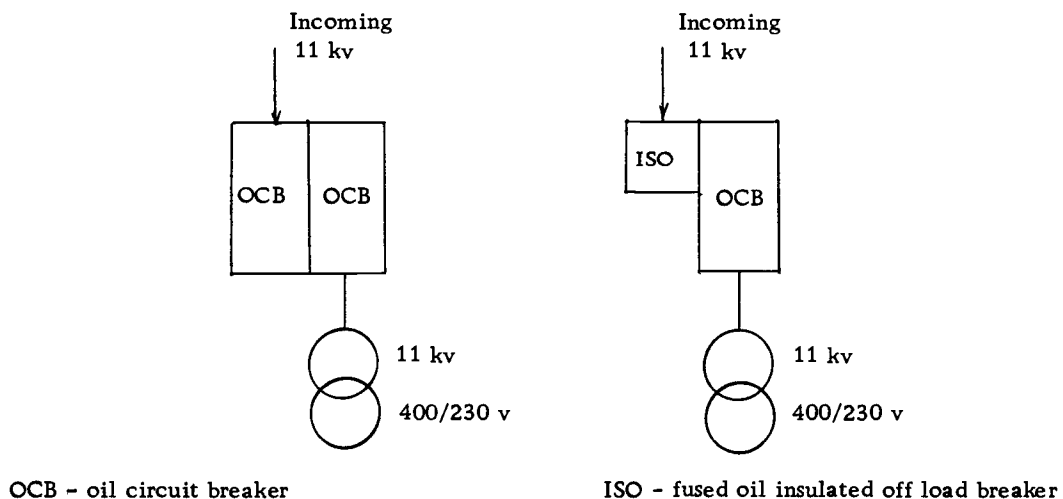 Incoming
11 kv
OCB
OCB
11 kv
400/230 v
Incoming
11 kv
ISO
OCB
11 kv
400/230 v
OCB - oil circuit breaker
ISO - fused oil insulated off load breaker